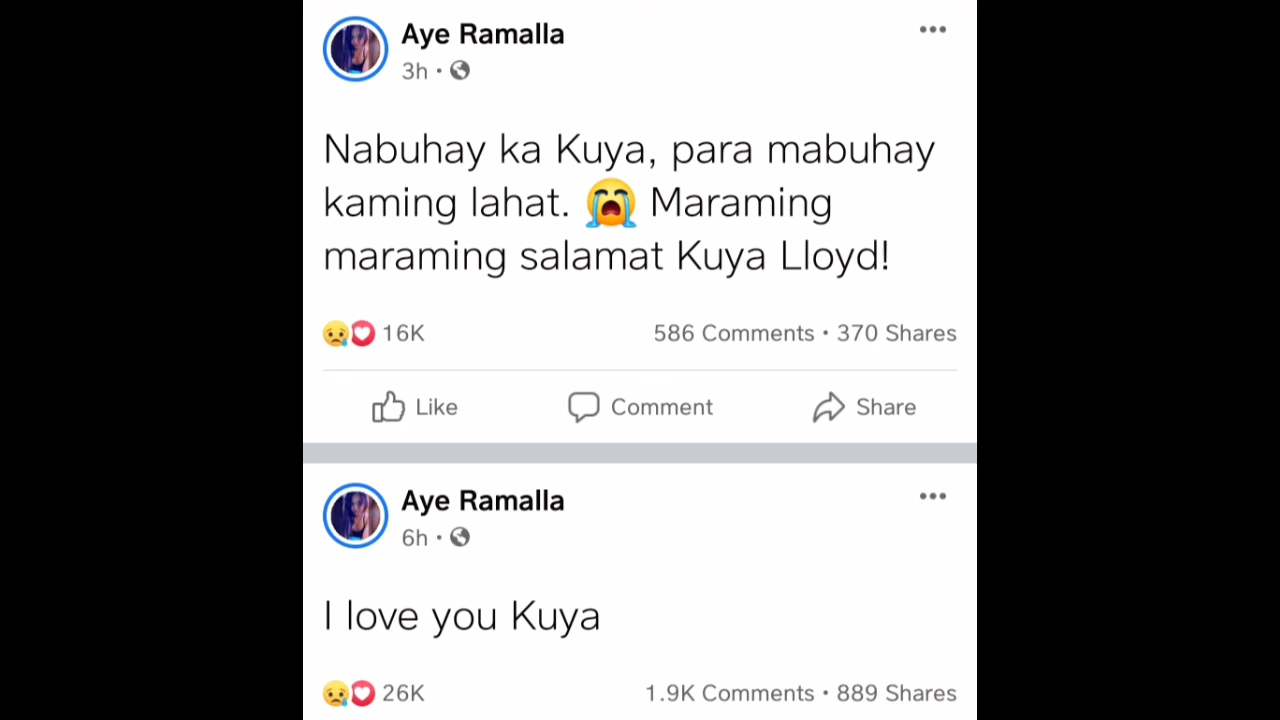 Aye Ramalla
3h •
Nabuhay ka Kuya, para mabuhay
kaming lahat. 😭 Maraming
maraming salamat Kuya Lloyd!
16K 586 Comments • 370 Shares
Like Comment Share
Aye Ramalla
6h •
I love you Kuya
26K 1.9K Comments • 889 Shares